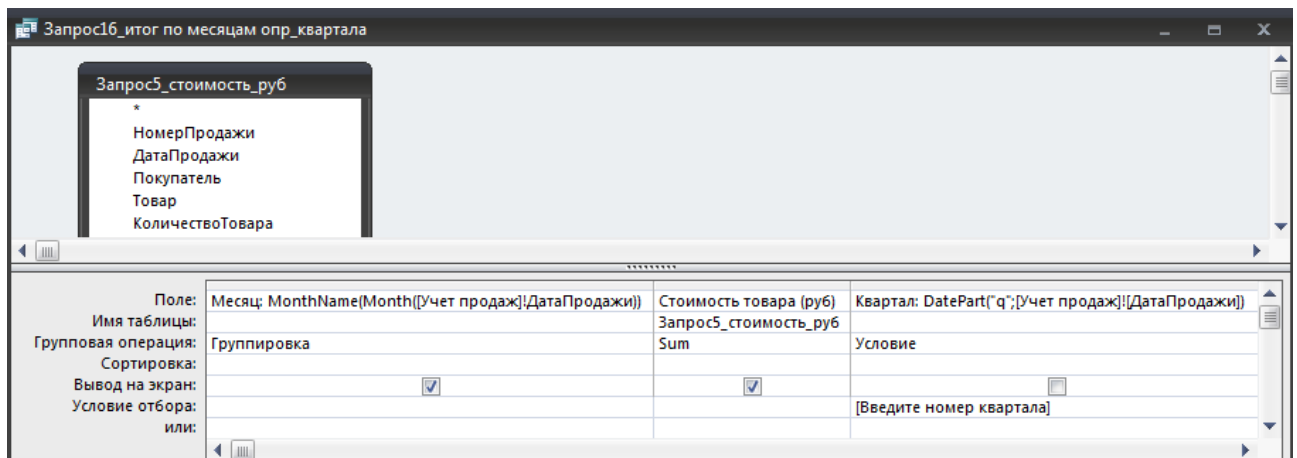 Запрос16_итог по месяцам опр_квартала
Запрос5_стоимость_руб
*
НомерПродажи
ДатаПродажи
Покупатель
Товар
КоличествоТовара
Поле: Месяц: MonthName(Month([Учет продаж]!ДатаПродажи)) Стоимость товара (руб) Квартал: DatePart("q";[Учет продаж]![ДатаПродажи])
Имя таблицы: Запрос5_стоимость_руб
Групповая операция: Группировка Sum Условие
Сортировка:
Вывод на экран:
Условие отбора: [Введите номер квартала]
или: